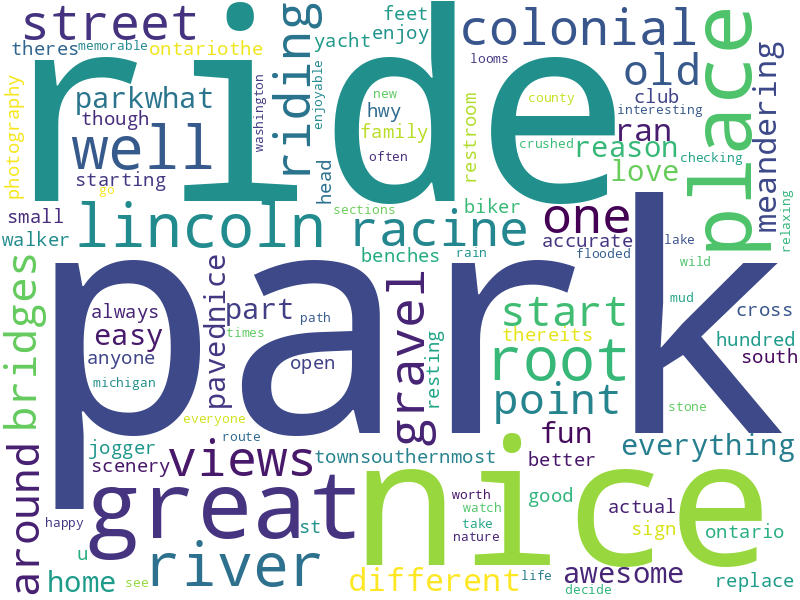 street
theres
memorable
ontariothe
photography
parkwhat
though
well
starting
go
small
walker
ride
riding
washington
enjoyable
yacht
feet
enjoy
new
hwy
family
often
head
restroom
sections
biker
colonial
looms
old
county
club
interesting
crushed
ran
reason
checking
love
place
meandering
relaxing
lincoln
racine
one
accurate
lake
flooded
wild
benches
rain
bridges
park
always
easy
anyone
michigan
pavednice
part
path
times
open
gravel
resting
start
thereits
root
point
mud
cross
hundred
south
stone
everyone
route
fun
everything
around
jogger
scenery
views
townsouthernmost
better
happy
great
st
nice
worth
watch
take
nature
good
actual
sign
ontario
u
home
see
river
different
life
awesome
decide
replace